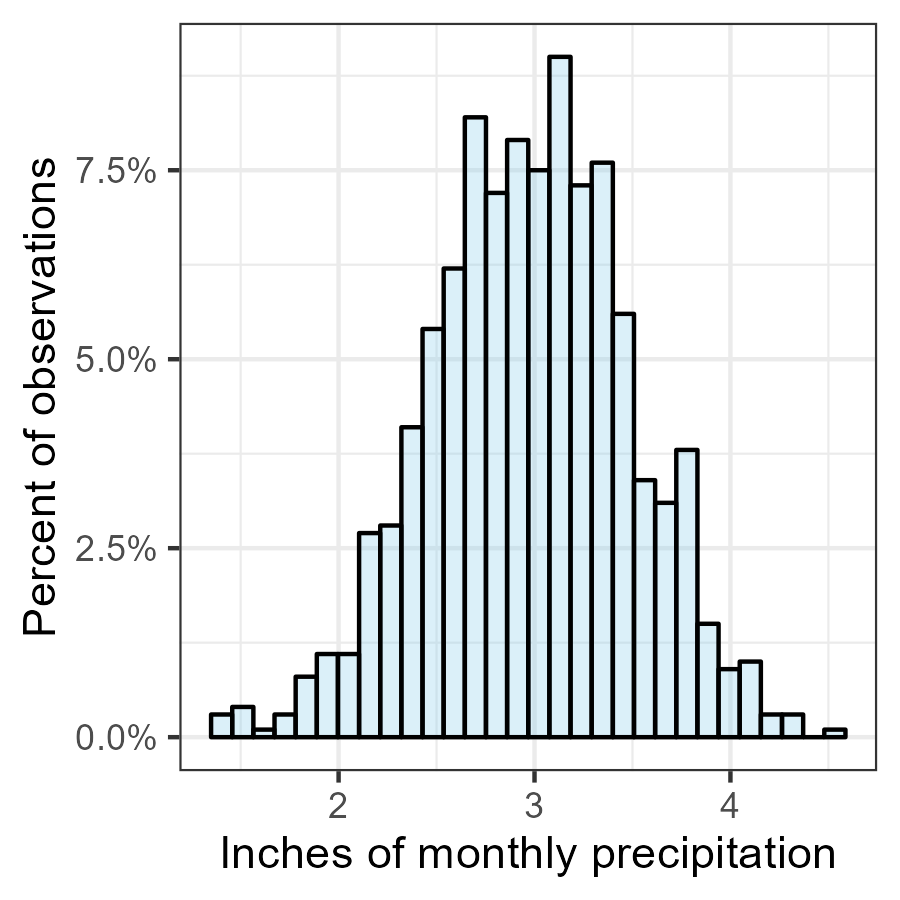 Percent of observations
7.5%
5.0%
2.5%
0.0%
2 3 4
Inches of monthly precipitation